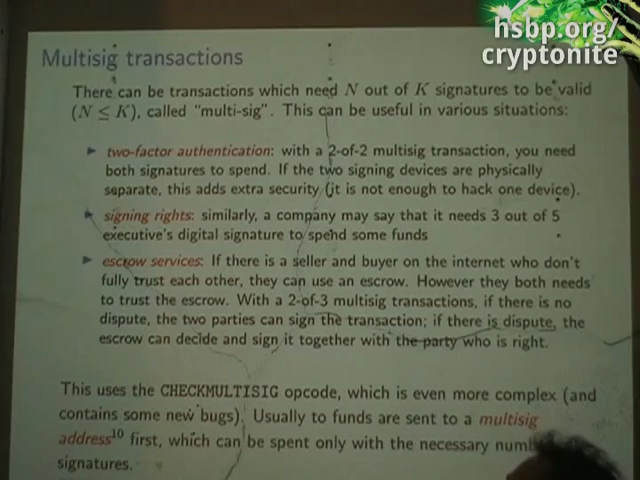 hsbp.org/
cryptonite
Multisig transactions
There can be transactions which need N out of K signatures to be valid
(N ≤ K), called "multi-sig". This can be useful in various situations:
two-factor authentication: with a 2-of-2 multisig transaction, you need
both signatures to spend. If the two signing devices are physically
separate, this adds extra security (it is not enough to hack one device).
signing rights: similarly, a company may say that it needs 3 out of 5
executive's digital signature to spend some funds
escrow services: If there is a seller and buyer on the internet who don't
fully trust each other, they can use an escrow. However they both needs
to trust the escrow. With a 2-of-3 multisig transactions, if there is no
dispute, the two parties can sign the transaction; if there is dispute, the
escrow can decide and sign it together with the party who is right.
This uses the CHECKMULTISIG opcode, which is even more complex (and
contains some new bugs). Usually to funds are sent to a multisig
address10 first, which can be spent only with the necessary
signatures.